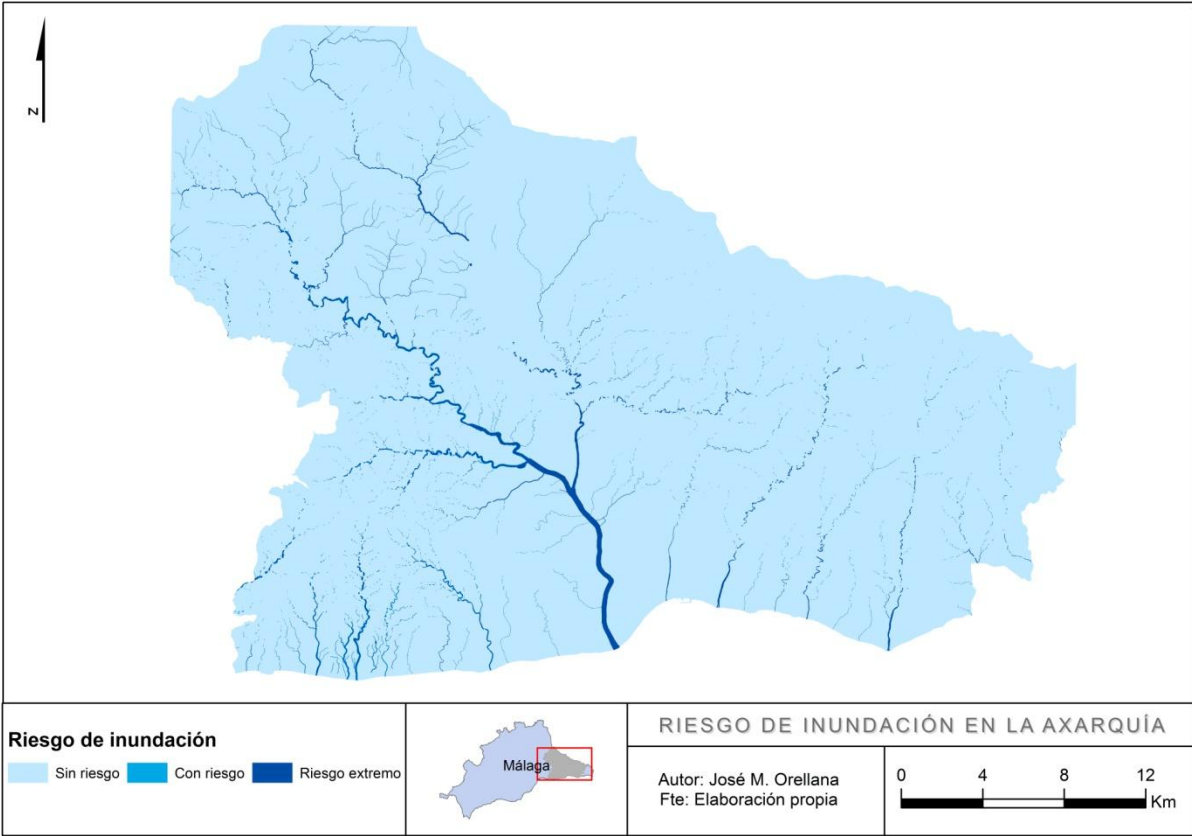 N
Riesgo de inundación
Sin riesgo Con riesgo Riesgo extremo
Málaga
RIESGO DE INUNDACIÓN EN LA AXARQUÍA
Autor: José M. Orellana
Fte: Elaboración propia
0 4 8 12
Km